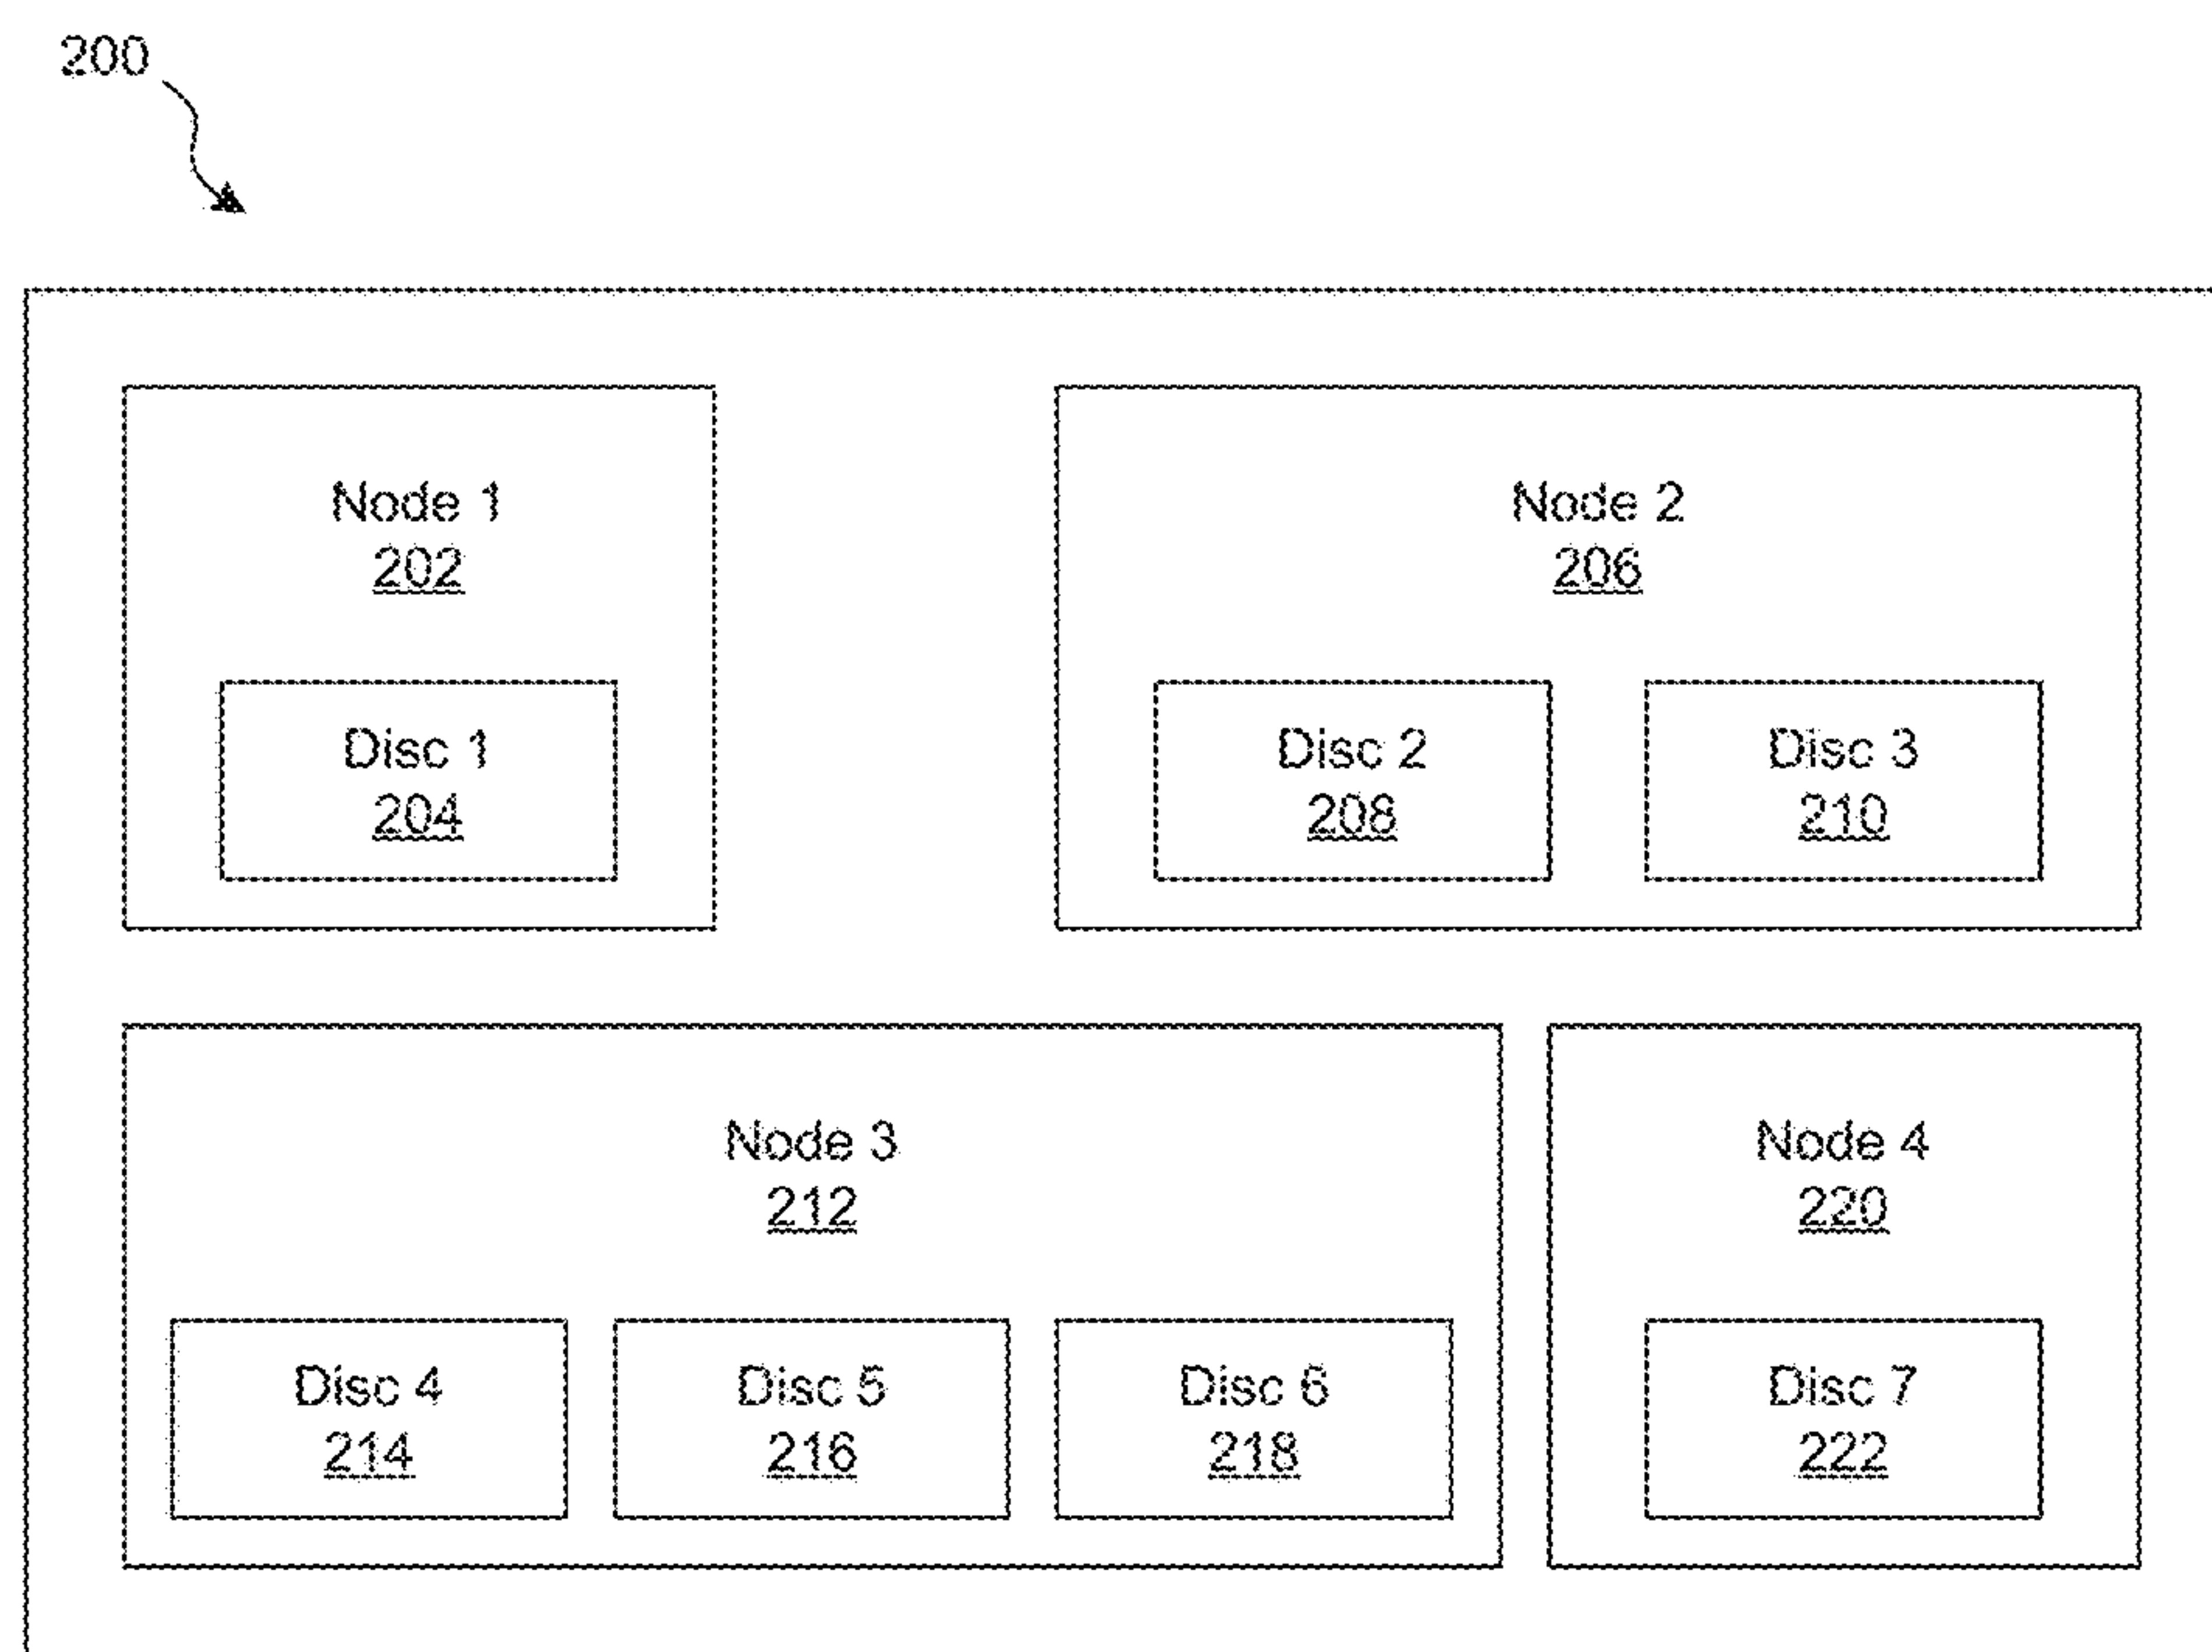 200
Node 1
202
Disc 1
204
Node 2
206
Disc 2
208
Disc 3
210
Node 3
212
Disc 4
214
Disc 5
216
Disc 6
218
Node 4
220
Disc 7
222